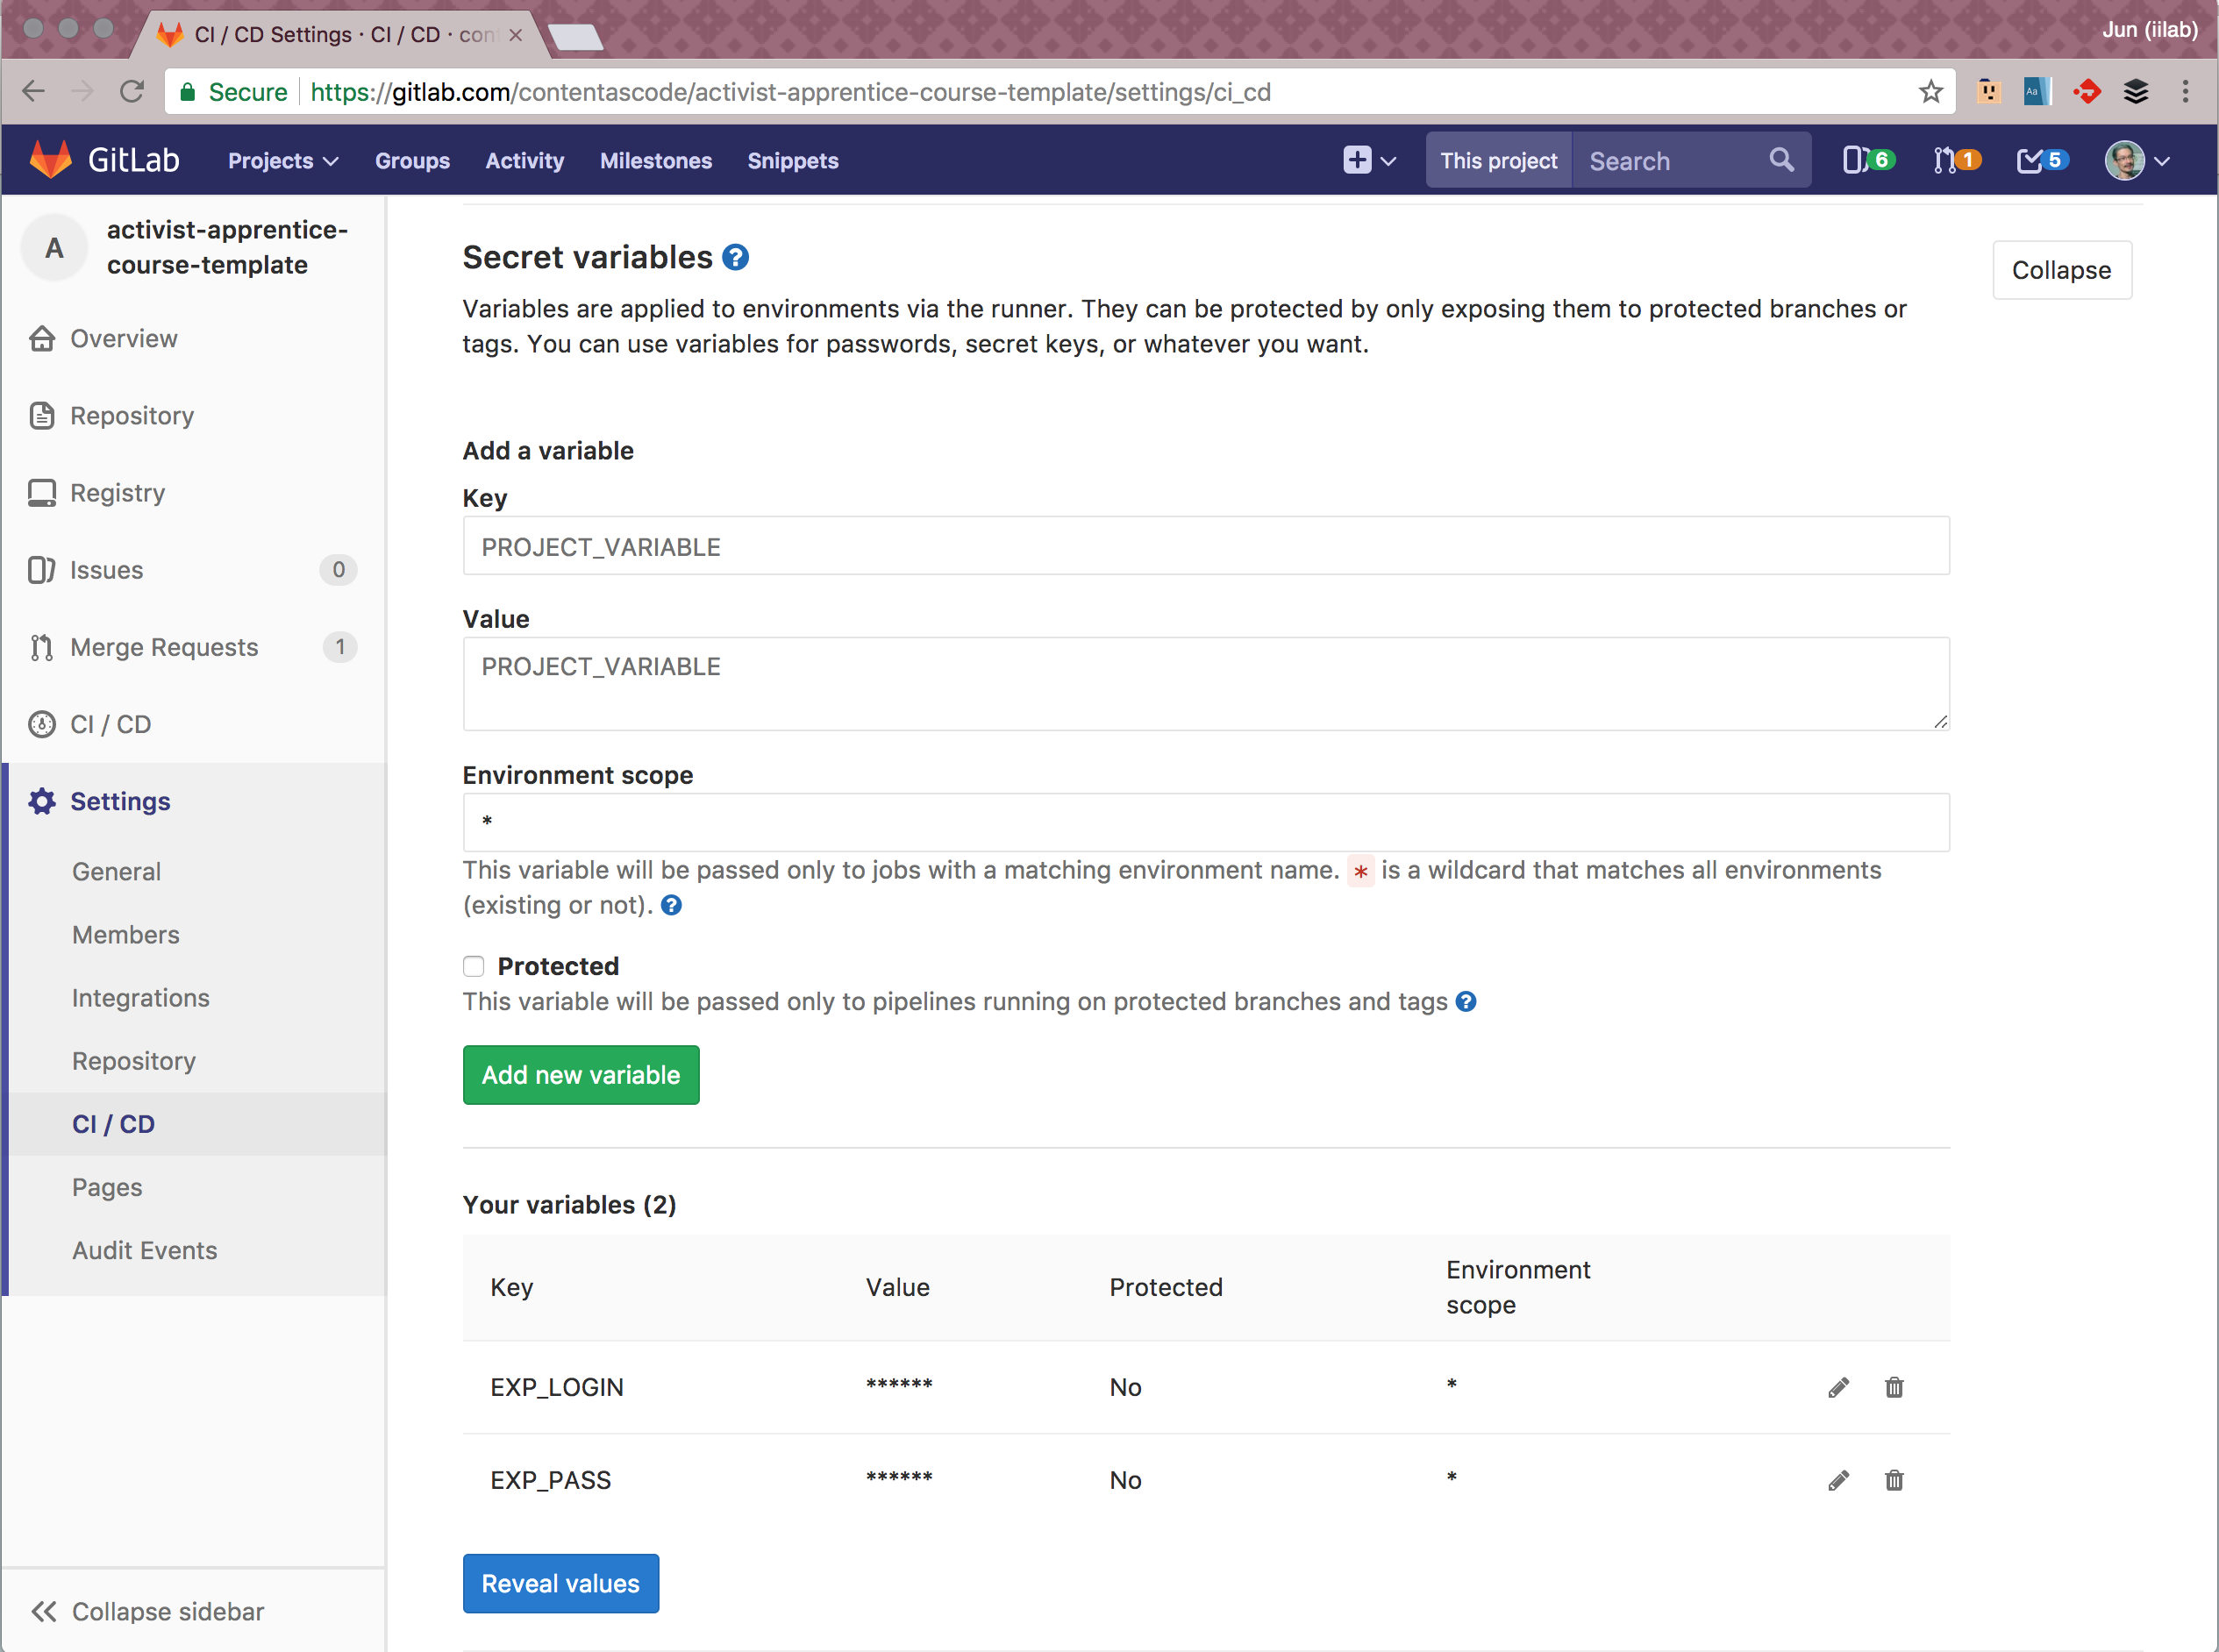 CI / CD Settings · CI / CD · con
Jun (iilab)
Secure
https://gitlab.com/contentascode/activist-apprentice-course-template/settings/ci_cd
Aa
GitLab
Projects
Groups
Activity
Milestones
Snippets
This project
Search
6
1
5
A
activist-apprentice-
course-template
Overview
Repository
Registry
Issues
0
Merge Requests
1
CI / CD
Settings
General
Members
Integrations
Repository
CI / CD
Pages
Audit Events
Collapse sidebar
Secret variables
Collapse
Variables are applied to environments via the runner. They can be protected by only exposing them to protected branches or
tags. You can use variables for passwords, secret keys, or whatever you want.
Add a variable
Key
PROJECT_VARIABLE
Value
PROJECT_VARIABLE
Environment scope
*
This variable will be passed only to jobs with a matching environment name. * is a wildcard that matches all environments
(existing or not).
Protected
This variable will be passed only to pipelines running on protected branches and tags
Add new variable
Your variables (2)
Key Value Protected Environment
scope
EXP_LOGIN ****** No *
EXP_PASS ****** No *
Reveal values